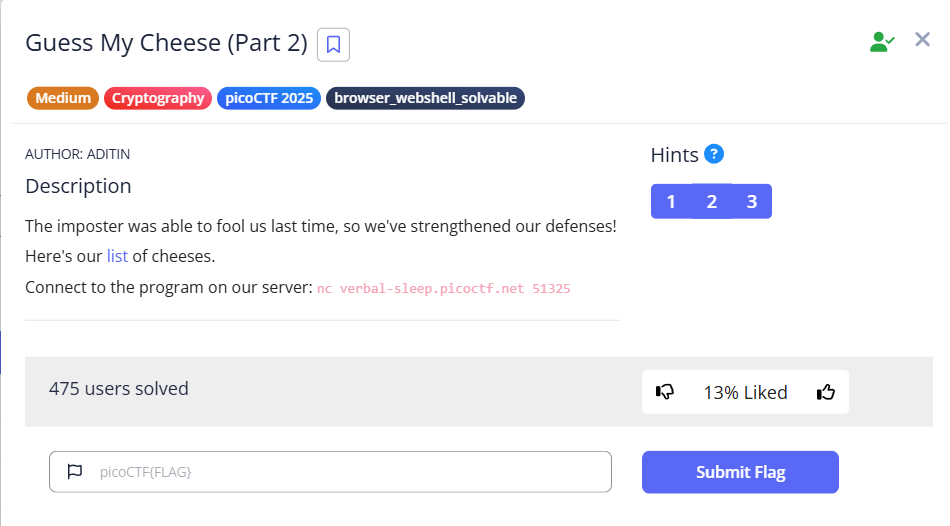 Guess My Cheese (Part 2)
Medium Cryptography picoCTF 2025 browser_webshell_solvable
AUTHOR: ADITIN
Description
The imposter was able to fool us last time, so we've strengthened our defenses!
Here's our list of cheeses.
Connect to the program on our server: nc verbal-sleep.picoctf.net 51325
Hints ?
1 2 3
475 users solved
13% Liked
picoCTF{FLAG}
Submit Flag